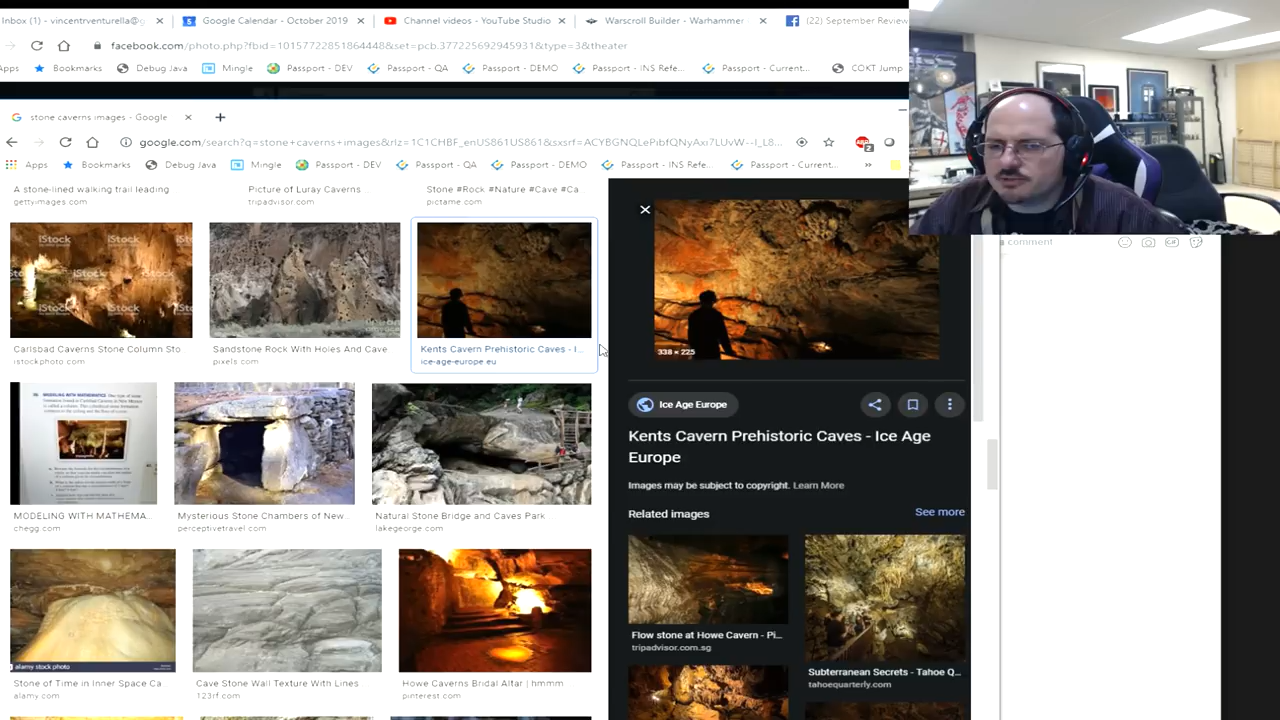 Inbox (1) - vincentrventurella@g
Google Calendar - October 2019
Channel videos - YouTube Studio
Warscroll Builder - Warhammer
(22) September Review
facebook.com/photo.php?fbid=10157722851864448&set=pcb.377225692945931&type=3&theater
Apps
Bookmarks
Debug Java
Mingle
Passport - DEV
Passport - QA
Passport - DEMO
Passport - INS Refe...
Passport - Current...
COKT Jump
stone caverns images - Google
google.com/search?q=stone+caverns+images&rlz=1C1CHBF_enUS861US861&sxsrf=ACYBGNQLePibfQNyAxi7LUvW--I_L8...
Apps
Bookmarks
Debug Java
Mingle
Passport - DEV
Passport - QA
Passport - DEMO
Passport - INS Refe...
Passport - Current...
A stone-lined walking trail leading
gettyimages.com
Picture of Luray Caverns ...
tripadvisor.com
Stone #Rock #Nature #Cave #Ca
pictame.com
iStock
iStock
iStock
Carlsbad Caverns Stone Column Sto
istockphoto.com
Sandstone Rock With Holes And Cave
pixels.com
Kents Cavern Prehistoric Caves - I...
ice-age-europe.eu
338 × 225
a comment
Ice Age Europe
Kents Cavern Prehistoric Caves - Ice Age
Europe
Images may be subject to copyright. Learn More
Related images
See more
MODELING WITH MATHEMATICS
MODELING WITH MATHEMA...
chegg.com
Mysterious Stone Chambers of New...
perceptivetravel.com
Natural Stone Bridge and Caves Park
lakegeorge.com
Flow stone at Howe Cavern - Pi...
tripadvisor.com.sg
Subterranean Secrets - Tahoe Q...
tahoequarterly.com
alamy stock photo
Stone of Time in Inner Space Ca
alamy.com
Cave Stone Wall Texture With Lines
123rf.com
Howe Caverns Bridal Altar | hmmm
pinterest.com